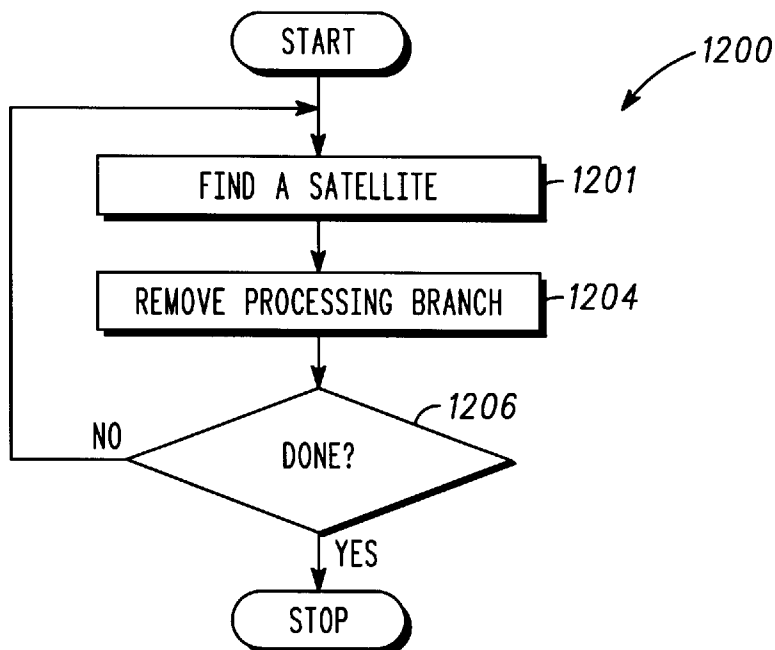 START
1200
FIND A SATELLITE
1201
REMOVE PROCESSING BRANCH
1204
1206
NO
DONE?
YES
STOP